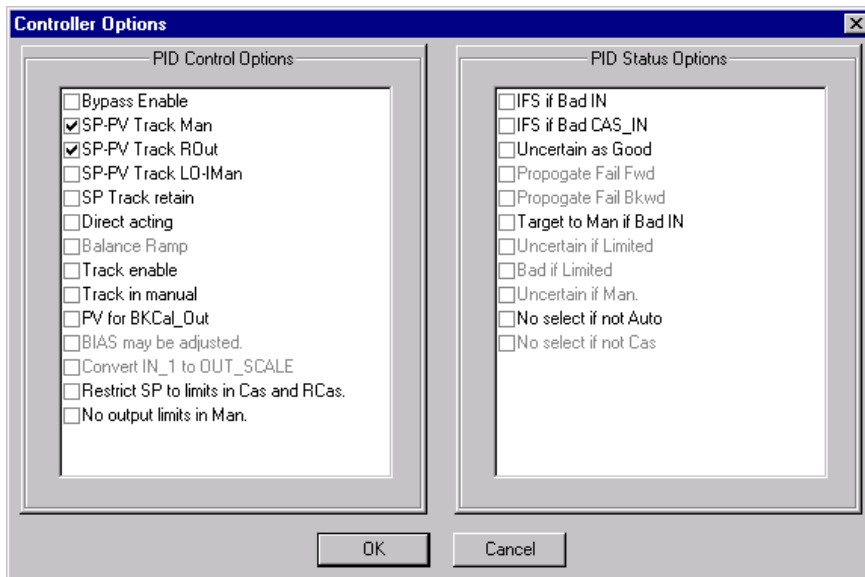 Controller Options
PID Control Options
Bypass Enable
SP-PV Track Man
SP-PV Track ROut
SP-PV Track LO-IMan
SP Track retain
Direct acting
Balance Ramp
Track enable
Track in manual
PV for BKCal_Out
BIAS may be adjusted.
Convert IN_1 to OUT_SCALE
Restrict SP to limits in Cas and RCas.
No output limits in Man.
PID Status Options
IFS if Bad IN
IFS if Bad CAS_IN
Uncertain as Good
Propogate Fail Fwd
Propogate Fail Bkwd
Target to Man if Bad IN
Uncertain if Limited
Bad if Limited
Uncertain if Man.
No select if not Auto
No select if not Cas
OK
Cancel